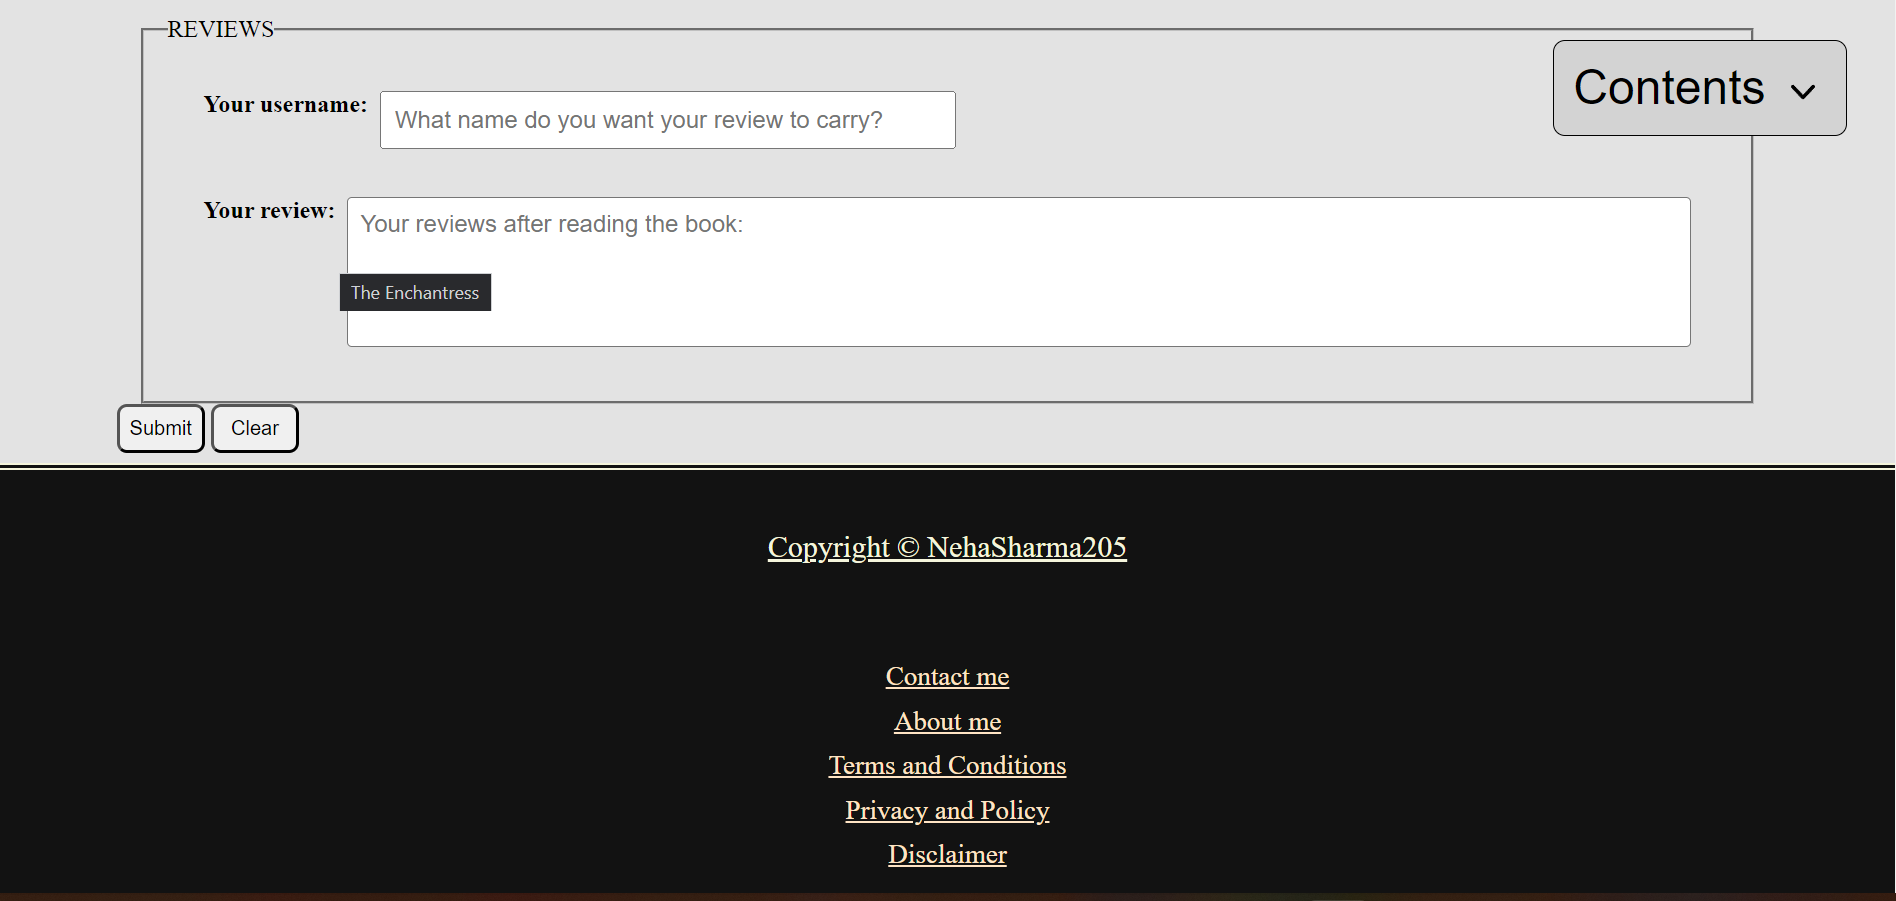 REVIEWS
Contents
Your username: What name do you want your review to carry?
Your review: Your reviews after reading the book:
The Enchantress
Submit Clear
Copyright © NehaSharma205
Contact me
About me
Terms and Conditions
Privacy and Policy
Disclaimer